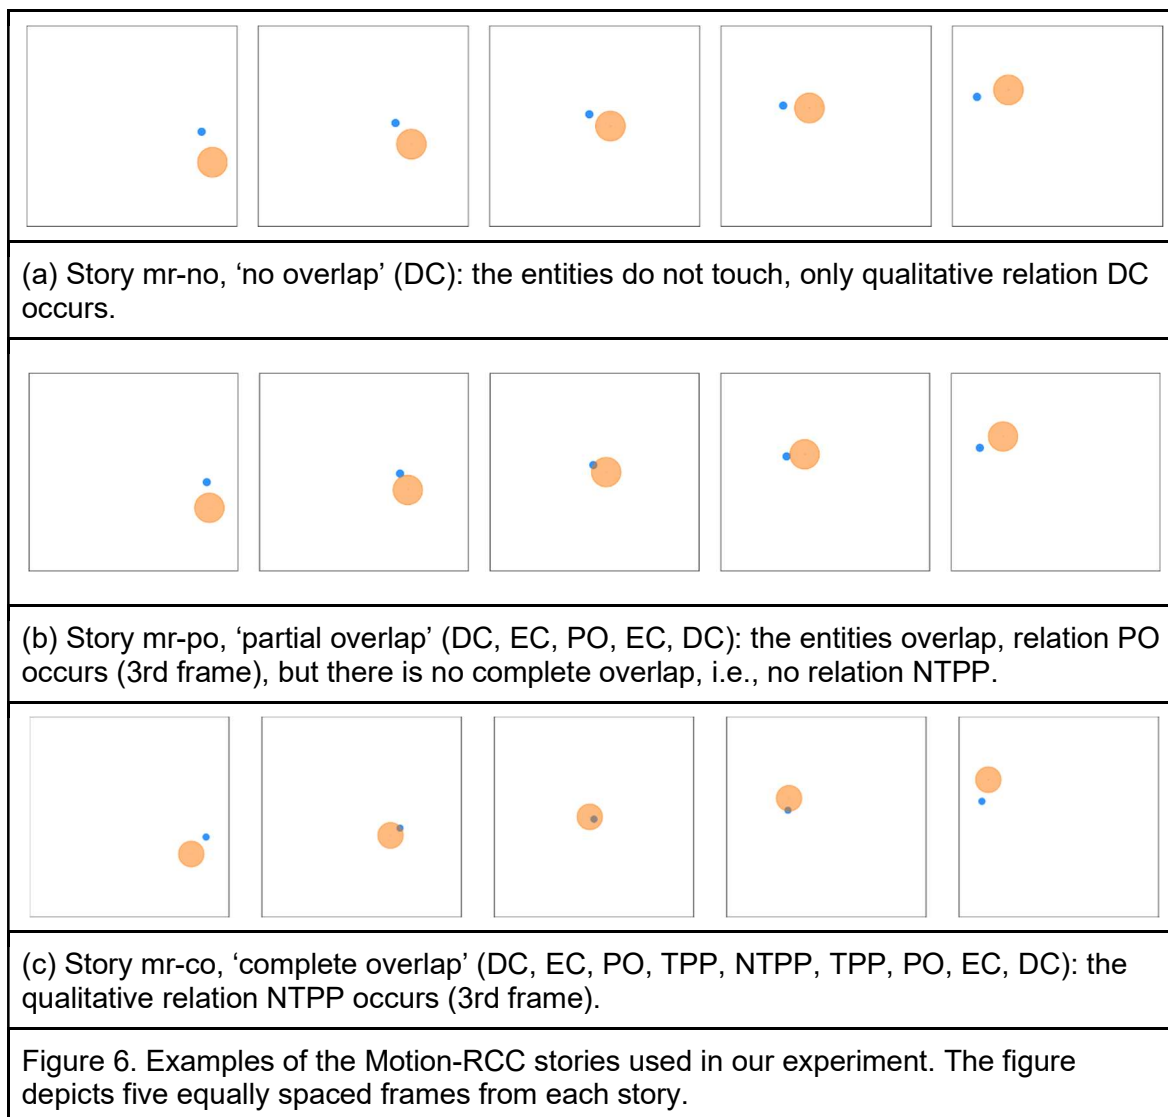 (a) Story mr-no, ‘no overlap’ (DC): the entities do not touch, only qualitative relation DC
occurs.
(b) Story mr-po, ‘partial overlap’ (DC, EC, PO, EC, DC): the entities overlap, relation PO
occurs (3rd frame), but there is no complete overlap, i.e., no relation NTPP.
(c) Story mr-co, ‘complete overlap’ (DC, EC, PO, TPP, NTPP, TPP, PO, EC, DC): the
qualitative relation NTPP occurs (3rd frame).
Figure 6. Examples of the Motion-RCC stories used in our experiment. The figure
depicts five equally spaced frames from each story.